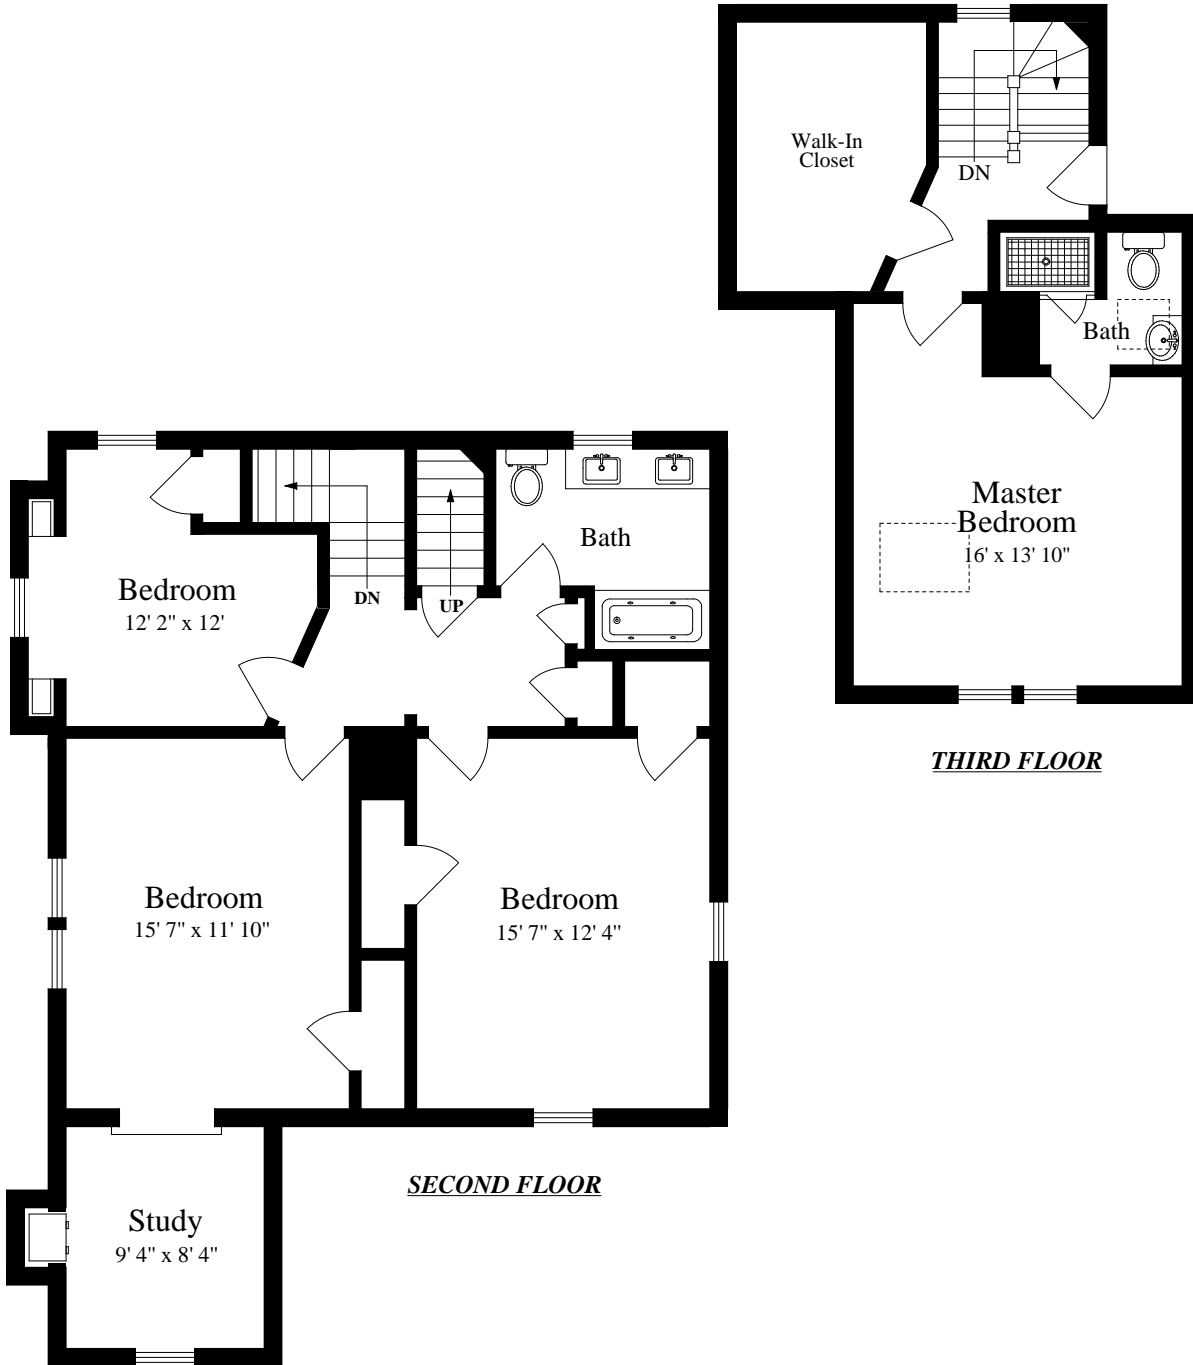 Walk-In
Closet
DN
Bath
Master
Bedroom
16' x 13' 10"
THIRD FLOOR
Bath
Bedroom
12' 2" x 12'
DN
UP
Bedroom
15' 7" x 11' 10"
Bedroom
15' 7" x 12' 4"
SECOND FLOOR
Study
9' 4" x 8' 4"